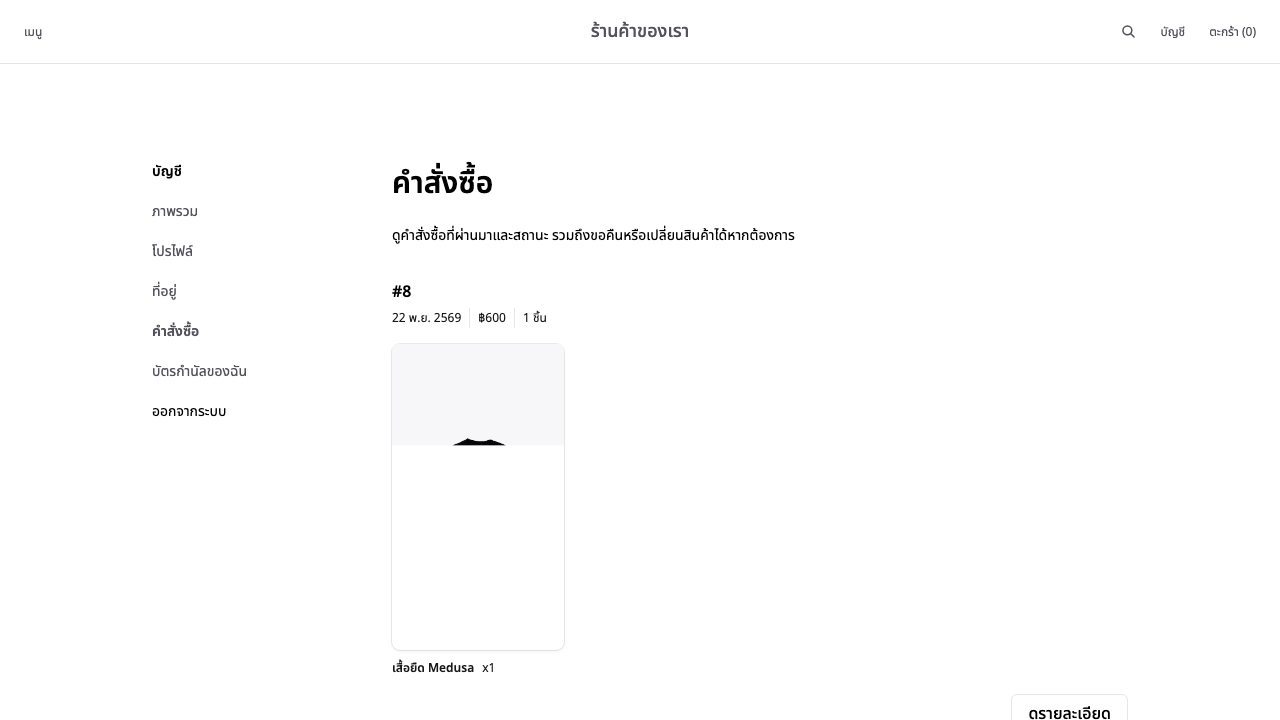 เมนู
ร้านค้าของเรา
บัญชี
ตะกร้า (0)
บัญชี
ภาพรวม
โปรไฟล์
ที่อยู่
คำสั่งซื้อ
บัตรกำนัลของฉัน
ออกจากระบบ
คำสั่งซื้อ
ดูคำสั่งซื้อที่ผ่านมาและสถานะ รวมถึงขอคืนหรือเปลี่ยนสินค้าได้หากต้องการ
#8
22 พ.ย. 2569 ฿600 1 ชิ้น
เสื้อยืด Medusa x1
ดูรายละเอียด